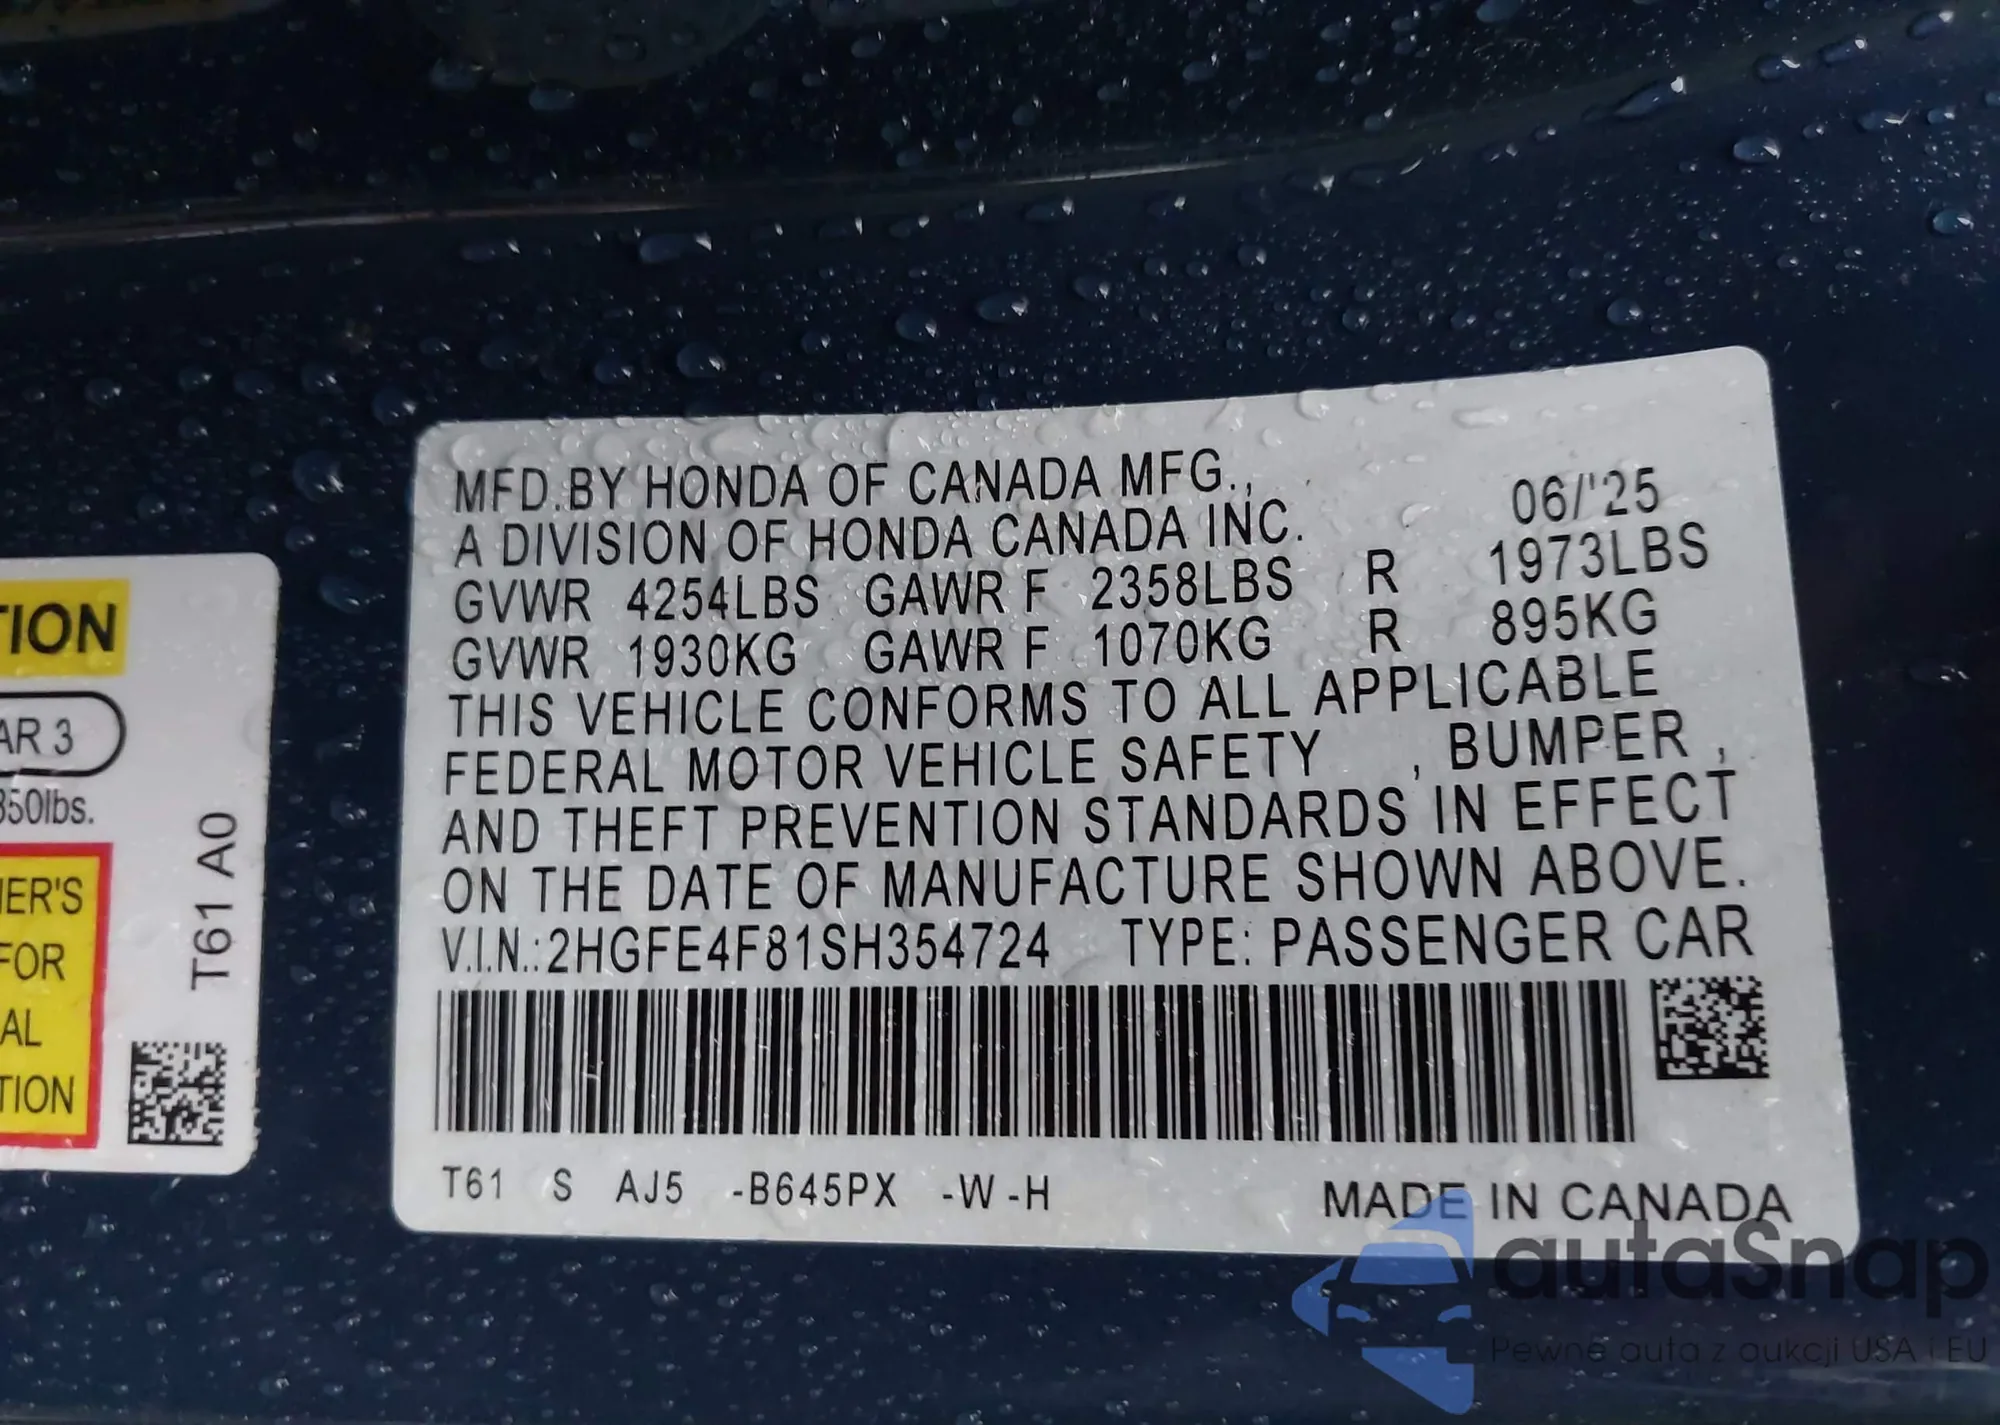 MFD.BY HONDA OF CANADA MFG.,
A DIVISION OF HONDA CANADA INC. 06/'25
GVWR 4254LBS GAWR F 2358LBS R 1973LBS
GVWR 1930KG GAWR F 1070KG R 895KG
THIS VEHICLE CONFORMS TO ALL APPLICABLE
FEDERAL MOTOR VEHICLE SAFETY , BUMPER ,
AND THEFT PREVENTION STANDARDS IN EFFECT
ON THE DATE OF MANUFACTURE SHOWN ABOVE.
V.I.N.:2HGFE4F81SH354724 TYPE: PASSENGER CAR
T61 S AJ5 -B645PX -W -H
MADE IN CANADA
TION
AR 3
350lbs.
T61 A0
NER'S
FOR
AL
TION
autaSnap
Pewne auta z aukcji USA i EU